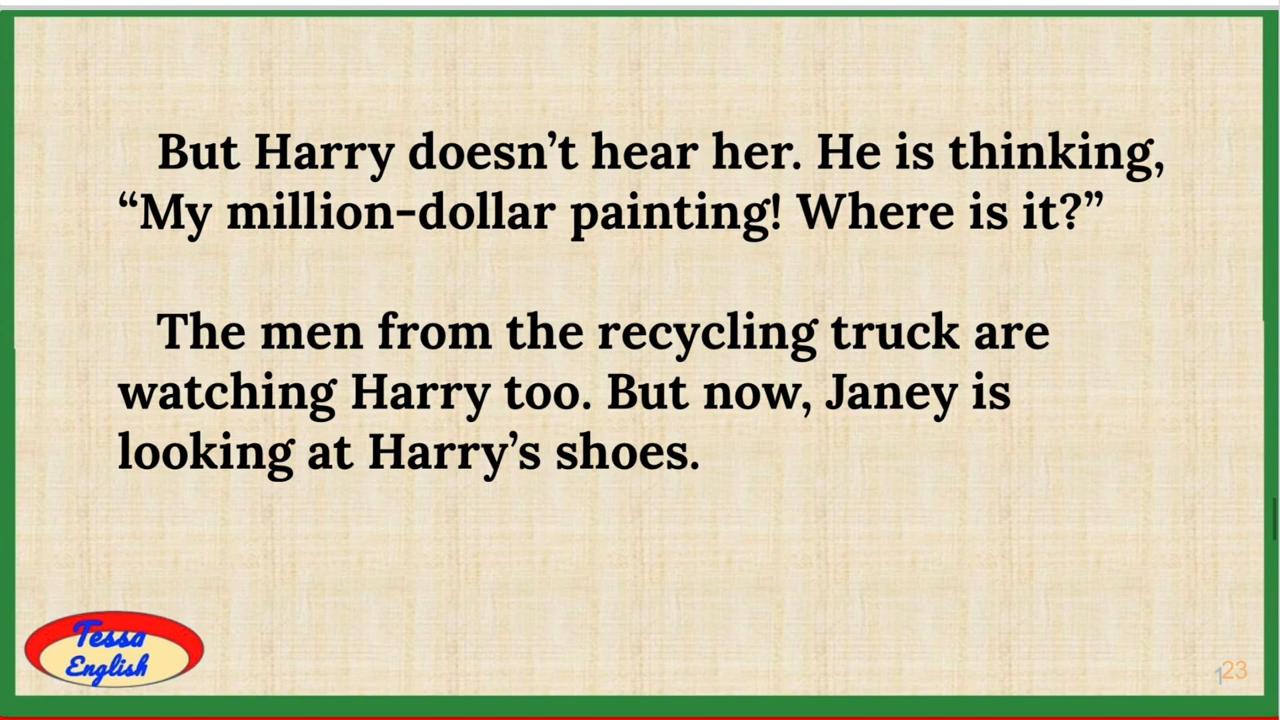 But Harry doesn’t hear her. He is thinking,
“My million-dollar painting! Where is it?”
The men from the recycling truck are
watching Harry too. But now, Janey is
looking at Harry’s shoes.
Tessa
English
123